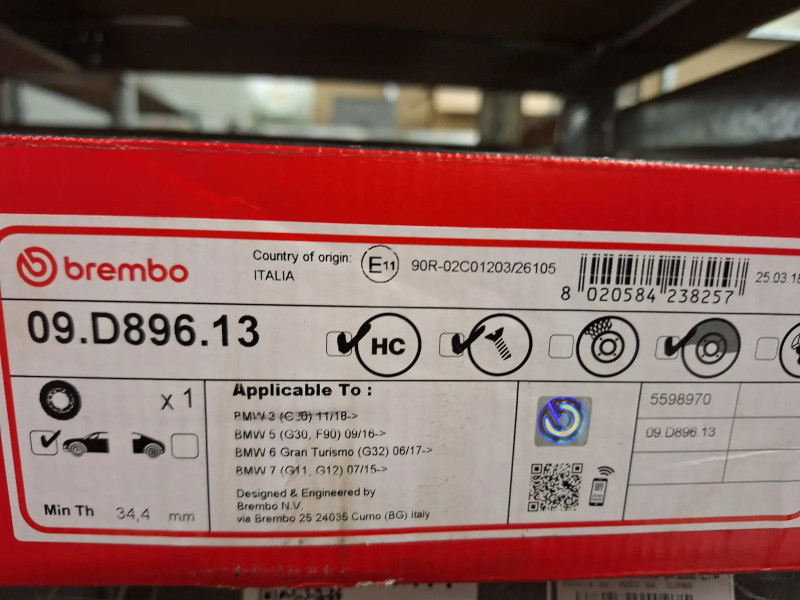 brembo
Country of origin:
ITALIA
E11
90R-02C01203/26105
8 020584 238257
25.03.18
09.D896.13
HC
x 1
Applicable To :
BMW 3 (G20) 11/18->
BMW 5 (G30, F90) 09/16->
BMW 6 Gran Turismo (G32) 06/17->
BMW 7 (G11, G12) 07/15->
Designed & Engineered by
Brembo N.V.
via Brembo 25 24035 Curno (BG) italy
Min Th 34,4 mm
5598970
09.D896.13